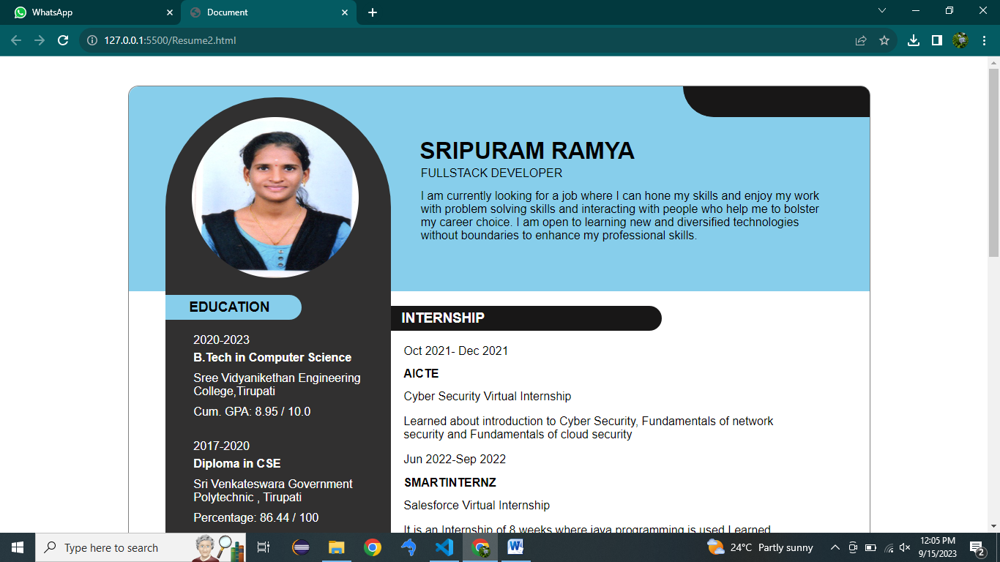 WhatsApp
Document
127.0.0.1:5500/Resume2.html
SRIPURAM RAMYA
FULLSTACK DEVELOPER
I am currently looking for a job where I can hone my skills and enjoy my work
with problem solving skills and interacting with people who help me to bolster
my career choice. I am open to learning new and diversified technologies
without boundaries to enhance my professional skills.
EDUCATION
2020-2023
B.Tech in Computer Science
Sree Vidyanikethan Engineering
College,Tirupati
Cum. GPA: 8.95 / 10.0
2017-2020
Diploma in CSE
Sri Venkateswara Government
Polytechnic , Tirupati
Percentage: 86.44 / 100
INTERNSHIP
Oct 2021- Dec 2021
AICTE
Cyber Security Virtual Internship
Learned about introduction to Cyber Security, Fundamentals of network
security and Fundamentals of cloud security
Jun 2022-Sep 2022
SMARTINTERNZ
Salesforce Virtual Internship
It is an Internship of 8 weeks where java programming is used Learned
Type here to search
24°C Partly sunny
12:05 PM
9/15/2023
2